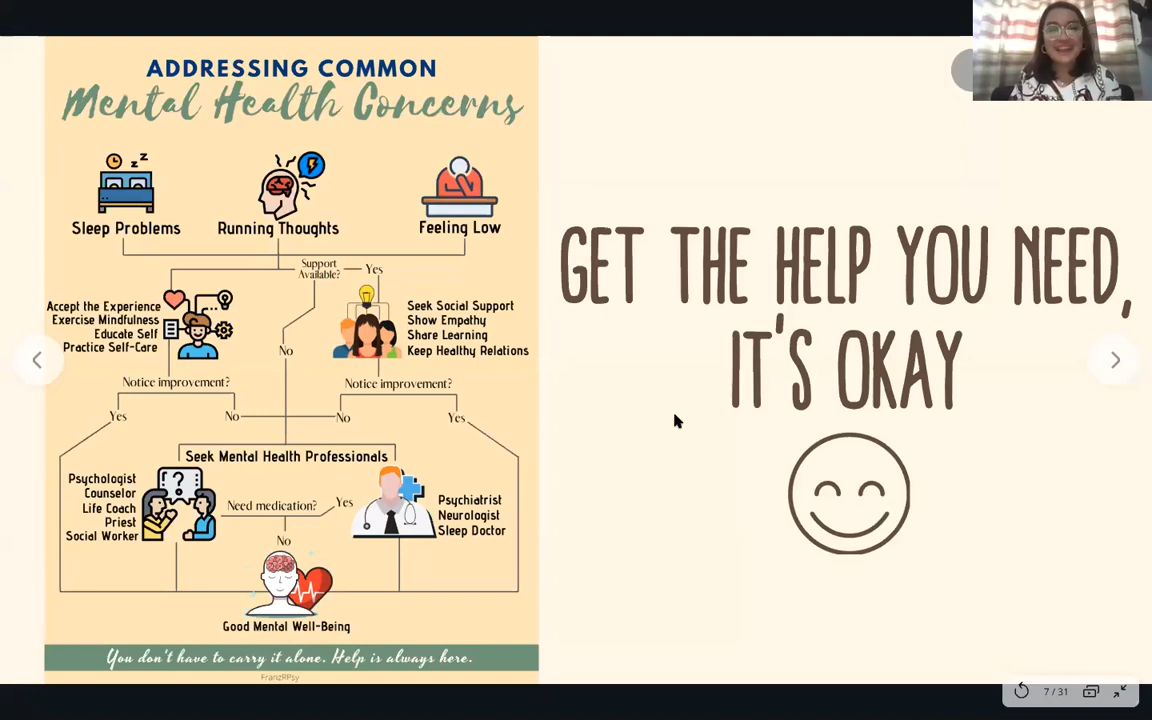 ADDRESSING COMMON
Mental Health Concerns
z z z
Sleep Problems
Running Thoughts
Feeling Low
Support
Available?
Yes
No
Accept the Experience
Exercise Mindfulness
Educate Self
Practice Self-Care
Seek Social Support
Show Empathy
Share Learning
Keep Healthy Relations
Notice improvement?
Notice improvement?
Yes
No
No
Yes
Seek Mental Health Professionals
Psychologist
Counselor
Life Coach
Priest
Social Worker
?
Need medication?
Yes
No
Psychiatrist
Neurologist
Sleep Doctor
Good Mental Well-Being
You don't have to carry it alone. Help is always here.
FranzRPsy
GET THE HELP YOU NEED,
IT'S OKAY
7 / 31